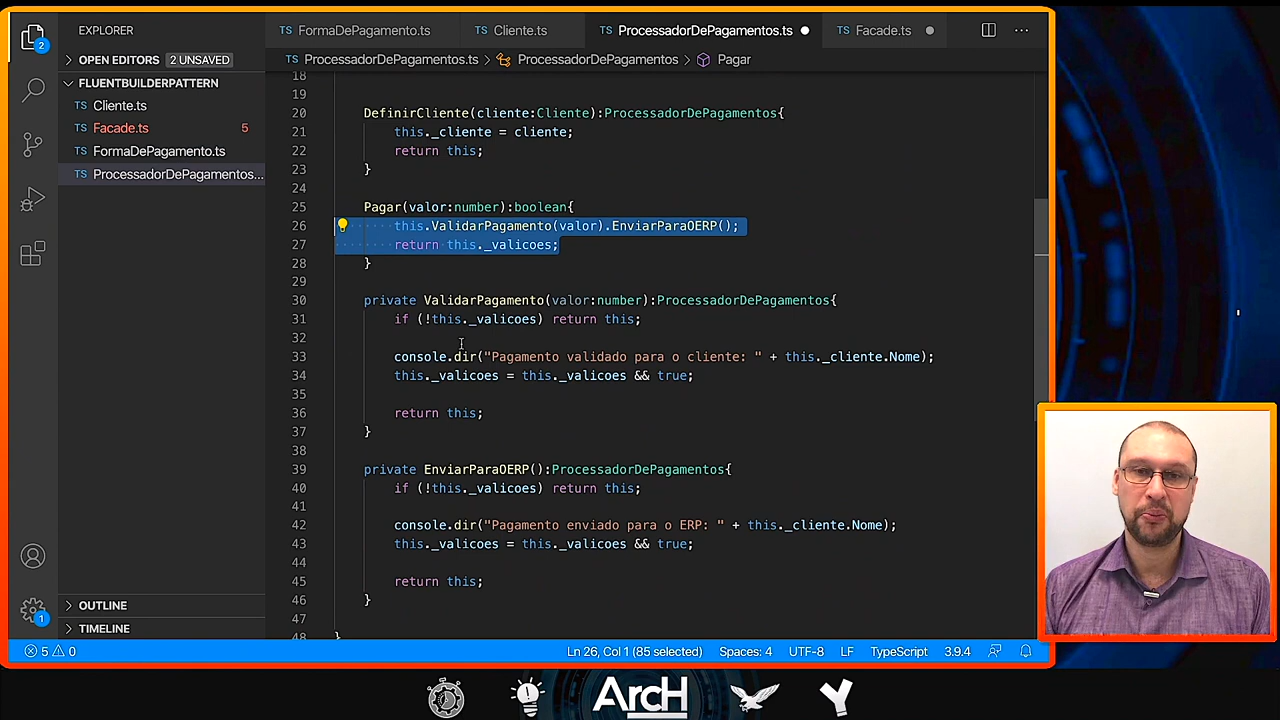 EXPLORER
TS FormaDePagamento.ts
TS Cliente.ts
TS ProcessadorDePagamentos.ts
TS Facade.ts
OPEN EDITORS 2 UNSAVED
ProcessadorDePagamentos.ts > ProcessadorDePagamentos > Pagar
FLUENTBUILDERPATTERN
TS Cliente.ts
TS Facade.ts 5
TS FormaDePagamento.ts
TS ProcessadorDePagamentos...
2
TS
18
19
20 DefinirCliente(cliente:Cliente):ProcessadorDePagamentos{
21 this._cliente = cliente;
22 return this;
23 }
24
25 Pagar(valor:number):boolean{
26 this.ValidarPagamento(valor).EnviarParaOERP();
27 return this._valicoes;
28 }
29
30 private ValidarPagamento(valor:number):ProcessadorDePagamentos{
31 if (!this._valicoes) return this;
32
33 console.dir("Pagamento validado para o cliente: " + this._cliente.Nome);
34 this._valicoes = this._valicoes && true;
35
36 return this;
37 }
38
39 private EnviarParaOERP():ProcessadorDePagamentos{
40 if (!this._valicoes) return this;
41
42 console.dir("Pagamento enviado para o ERP: " + this._cliente.Nome);
43 this._valicoes = this._valicoes && true;
44
45 return this;
46 }
47
48 }
OUTLINE
TIMELINE
1
5 0
Ln 26, Col 1 (85 selected) Spaces: 4 UTF-8 LF TypeScript 3.9.4
ArcH